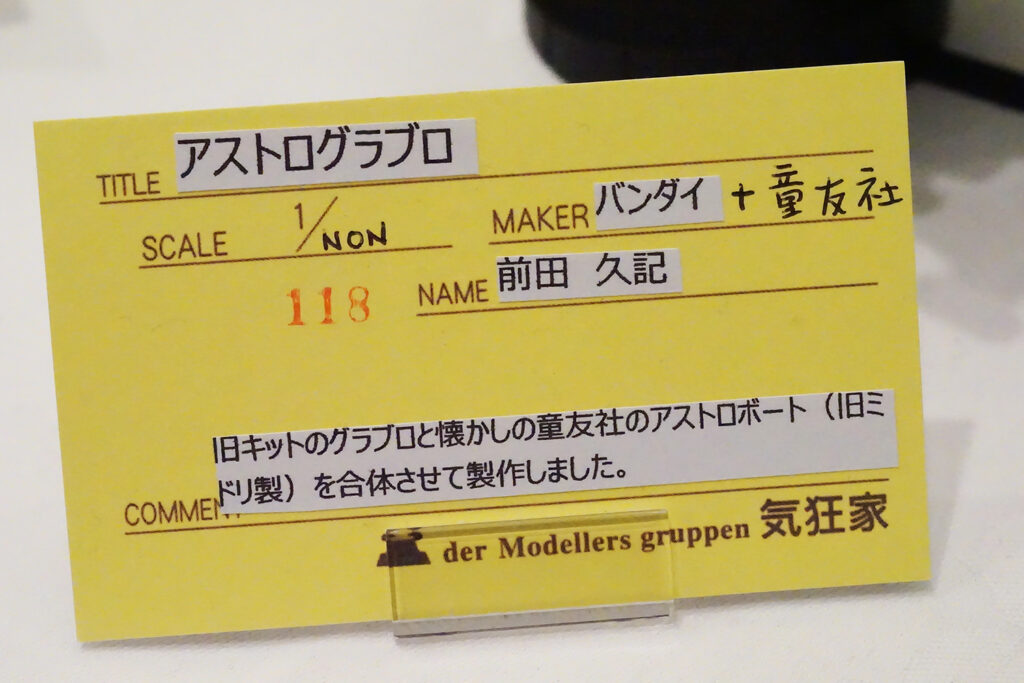 TITLE アストログラブロ
SCALE 1/NON MAKER バンダイ + 童友社
118 NAME 前田 久記
旧キットのグラブロと懐かしの童友社のアストロボート（旧ミ
COMMENT ドリ製）を合体させて製作しました。
der Modellers gruppen 気狂家